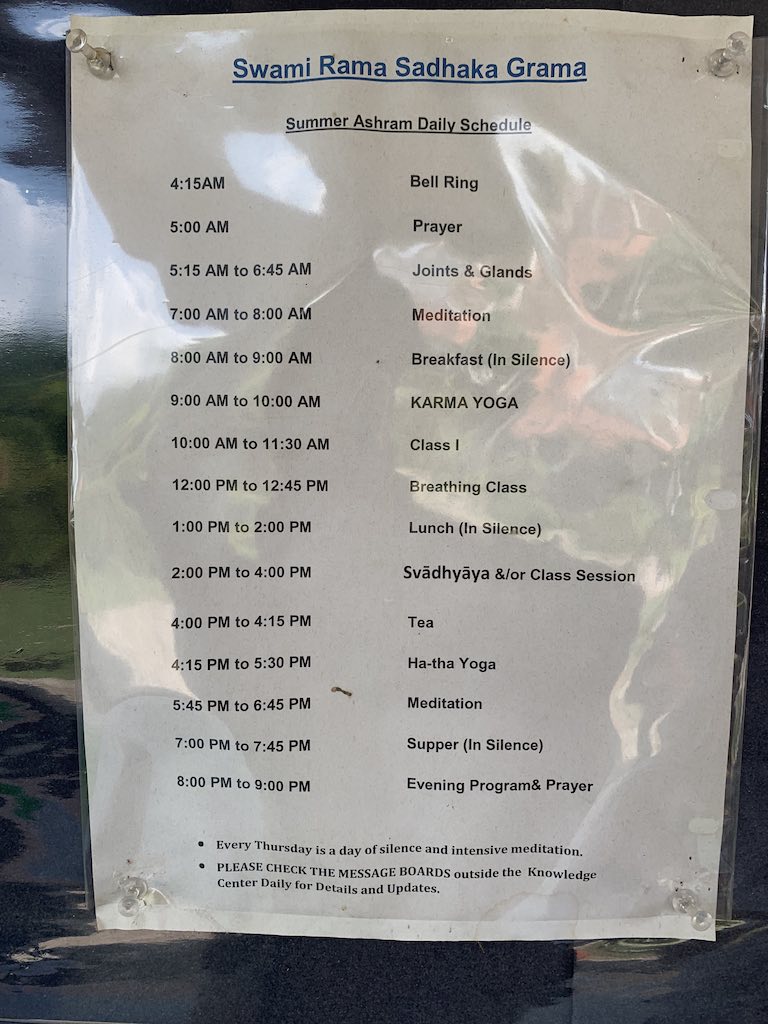 Swami Rama Sadhaka Grama
Summer Ashram Daily Schedule
4:15AM Bell Ring
5:00 AM Prayer
5:15 AM to 6:45 AM Joints & Glands
7:00 AM to 8:00 AM Meditation
8:00 AM to 9:00 AM Breakfast (In Silence)
9:00 AM to 10:00 AM KARMA YOGA
10:00 AM to 11:30 AM Class I
12:00 PM to 12:45 PM Breathing Class
1:00 PM to 2:00 PM Lunch (In Silence)
2:00 PM to 4:00 PM Svādhyāya &/or Class Session
4:00 PM to 4:15 PM Tea
4:15 PM to 5:30 PM Ha-tha Yoga
5:45 PM to 6:45 PM Meditation
7:00 PM to 7:45 PM Supper (In Silence)
8:00 PM to 9:00 PM Evening Program& Prayer
• Every Thursday is a day of silence and intensive meditation.
• PLEASE CHECK THE MESSAGE BOARDS outside the Knowledge
Center Daily for Details and Updates.